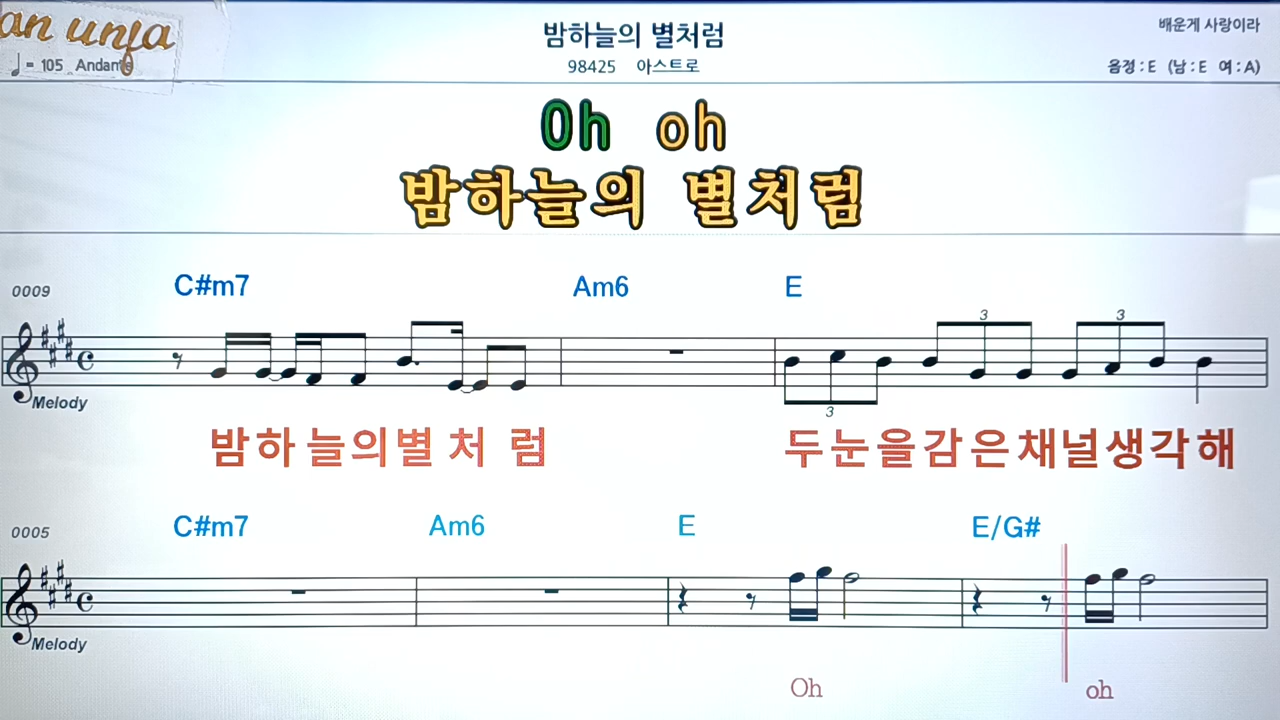 an unfa
밤하늘의 별처럼
배운게 사랑이라
♩= 105 Andante
98425 아스트로
음정 : E (남 : E 여 : A)
Oh oh
밤하늘의 별처럼
0009 C#m7 Am6 E
3 3 3
Melody
밤하늘의별처럼 두눈을감은채널생각해
0005 C#m7 Am6 E E/G#
Melody
Oh oh